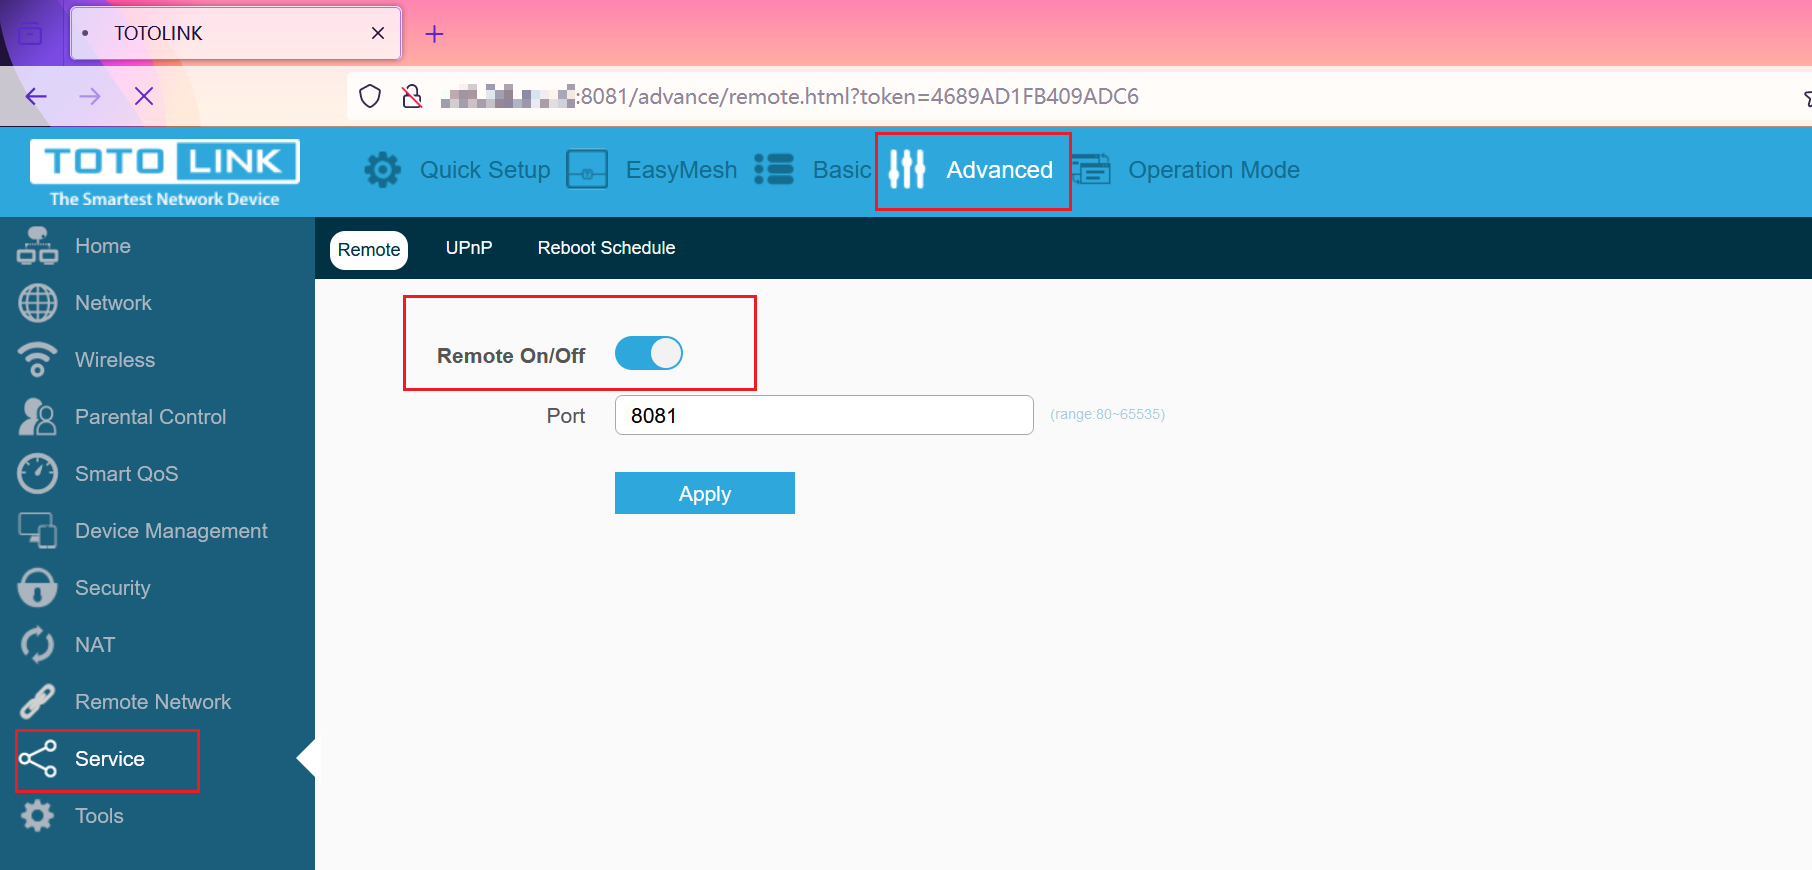 TOTOLINK
:8081/advance/remote.html?token=4689AD1FB409ADC6
TOTO LINK
The Smartest Network Device
Quick Setup
EasyMesh
Basic
Advanced
Operation Mode
Home
Network
Wireless
Parental Control
Smart QoS
Device Management
Security
NAT
Remote Network
Service
Tools
Remote
UPnP
Reboot Schedule
Remote On/Off
Port
8081
(range:80~65535)
Apply